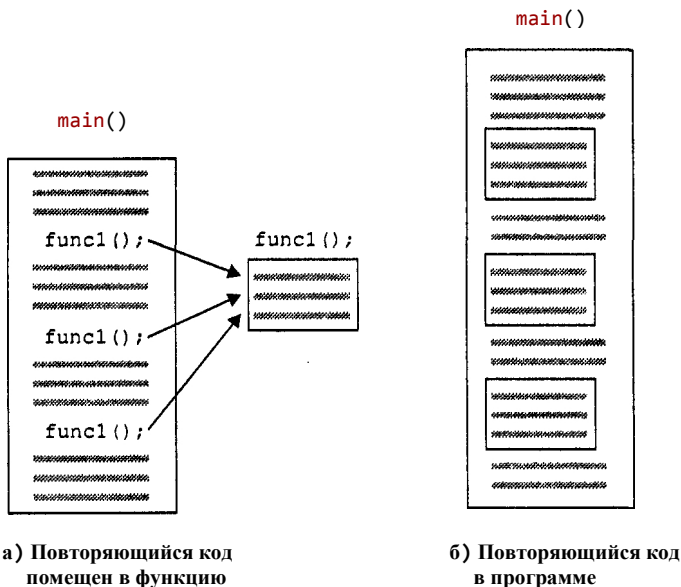 main()
func1();
func1();
func1();
func1();
а) Повторяющийся код
помещен в функцию
main()
б) Повторяющийся код
в программе